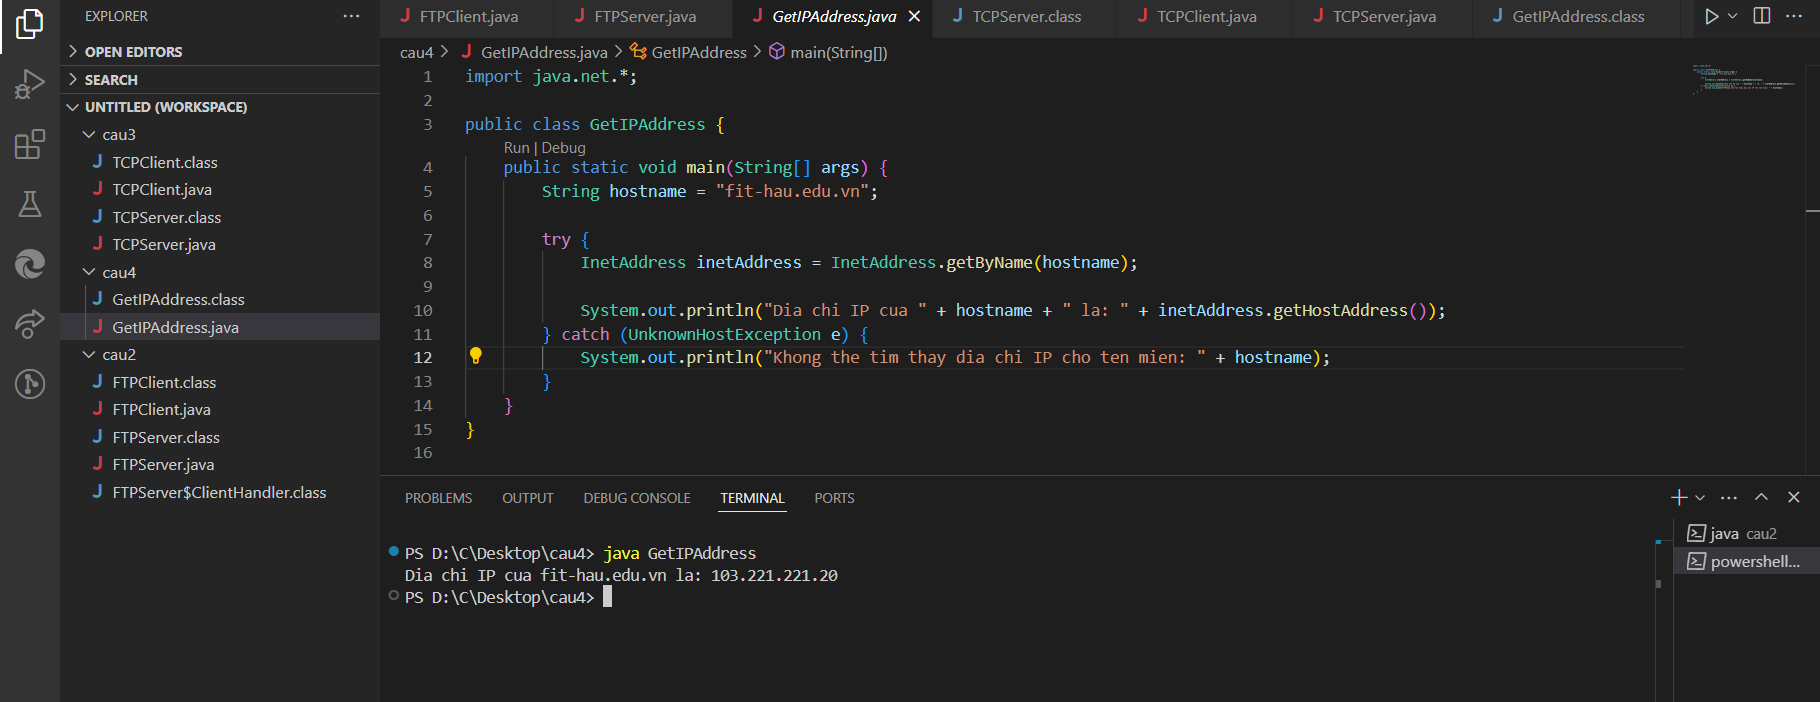 EXPLORER ...
OPEN EDITORS
SEARCH
UNTITLED (WORKSPACE)
cau3
J TCPClient.class
J TCPClient.java
J TCPServer.class
J TCPServer.java
cau4
J GetIPAddress.class
J GetIPAddress.java
cau2
J FTPClient.class
J FTPClient.java
J FTPServer.class
J FTPServer.java
J FTPServer$ClientHandler.class
J FTPClient.java J FTPServer.java J GetIPAddress.java J TCPServer.class J TCPClient.java J TCPServer.java J GetIPAddress.class ...
cau4 > J GetIPAddress.java > GetIPAddress > main(String[])
1 import java.net.*;
2
3 public class GetIPAddress {
Run | Debug
4 public static void main(String[] args) {
5 String hostname = "fit-hau.edu.vn";
6
7 try {
8 InetAddress inetAddress = InetAddress.getByName(hostname);
9
10 System.out.println("Dia chi IP cua " + hostname + " la: " + inetAddress.getHostAddress());
11 } catch (UnknownHostException e) {
12 System.out.println("Khong the tim thay dia chi IP cho ten mien: " + hostname);
13 }
14 }
15 }
16
PROBLEMS OUTPUT DEBUG CONSOLE TERMINAL PORTS
PS D:\C\Desktop\cau4> java GetIPAddress
Dia chi IP cua fit-hau.edu.vn la: 103.221.221.20
PS D:\C\Desktop\cau4>
java cau2
powershell...